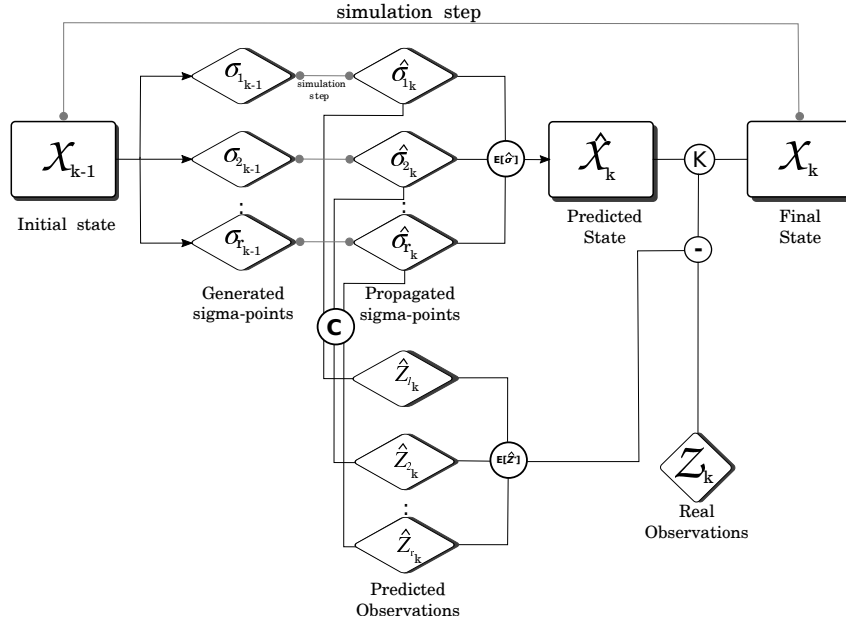 simulation step
σ1k-1
simulation
step
σ̂1k
χk-1
Initial state
σ2k-1
σ̂2k
E[σ̂]
χ̂k
Predicted
State
K
χk
Final
State
⋮
⋮
σrk-1
σ̂rk
-
Generated
sigma-points
Propagated
sigma-points
C
Ẑ1k
Ẑ2k
E[Ẑ]
Zk
Real
Observations
⋮
Ẑrk
Predicted
Observations